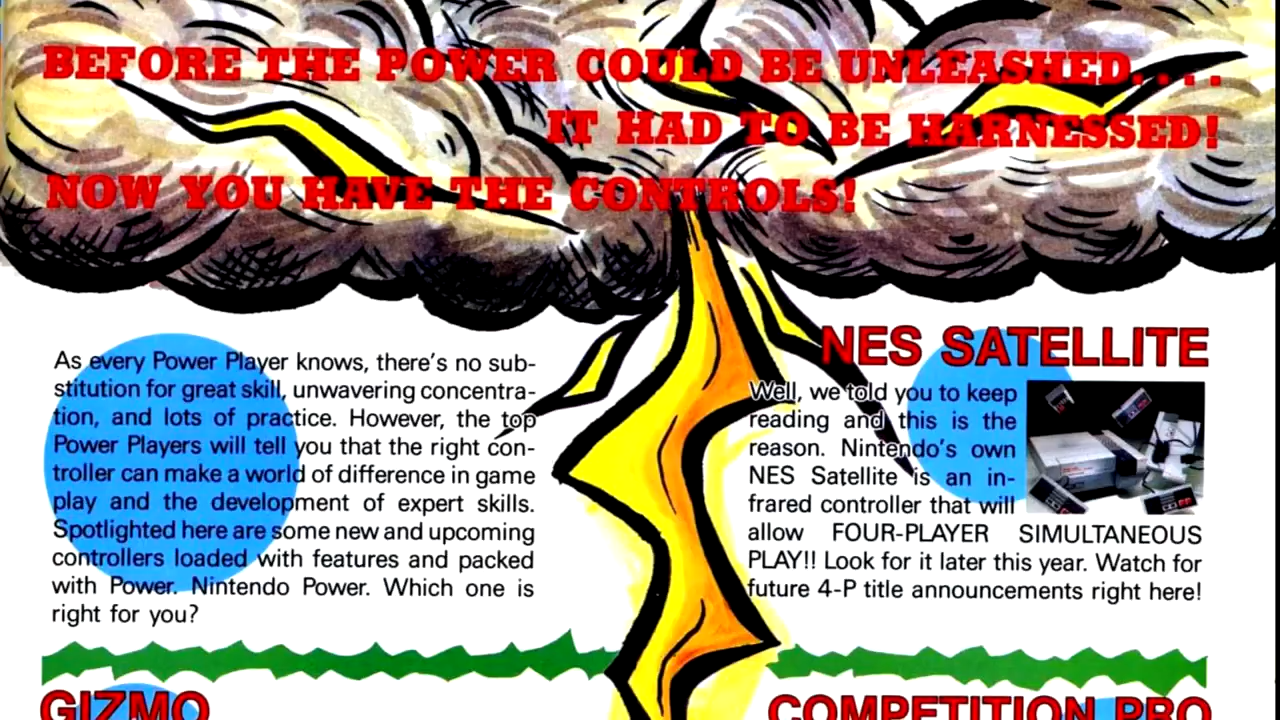 BEFORE THE POWER COULD BE UNLEASHED....
IT HAD TO BE HARNESSED!
NOW YOU HAVE THE CONTROLS!
As every Power Player knows, there's no sub-
stitution for great skill, unwavering concentra-
tion, and lots of practice. However, the top
Power Players will tell you that the right con-
troller can make a world of difference in game
play and the development of expert skills.
Spotlighted here are some new and upcoming
controllers loaded with features and packed
with Power. Nintendo Power. Which one is
right for you?
NES SATELLITE
Well, we told you to keep
reading and this is the
reason. Nintendo's own
NES Satellite is an in-
frared controller that will
allow FOUR-PLAYER SIMULTANEOUS
PLAY!! Look for it later this year. Watch for
future 4-P title announcements right here!
GIZMO
COMPETITION PRO